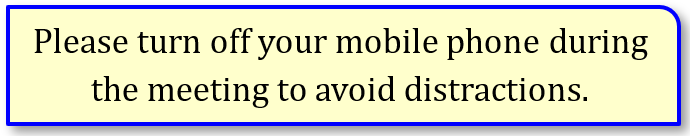 Please turn off your mobile phone during
the meeting to avoid distractions.